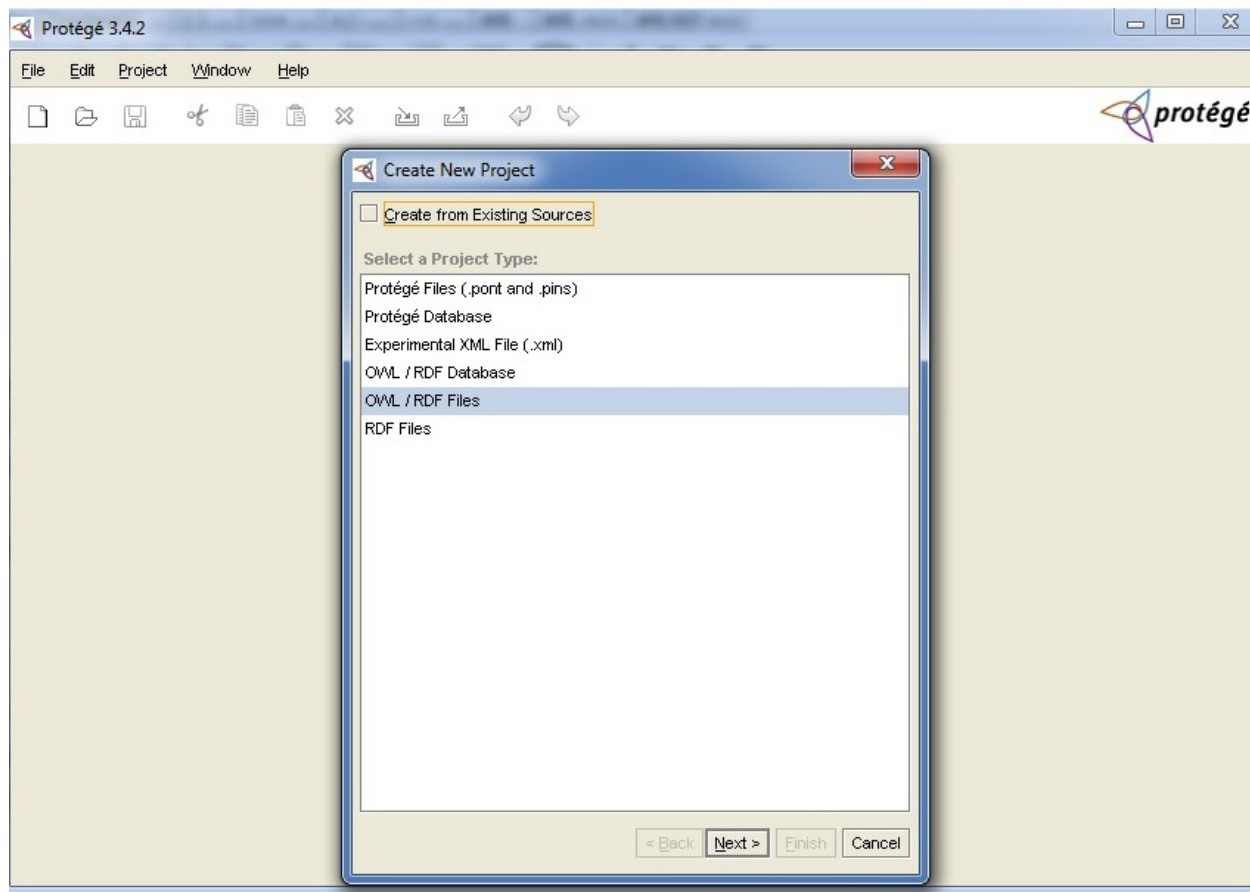 Protégé 3.4.2
File Edit Project Window Help
protégé
Create New Project
Create from Existing Sources
Select a Project Type:
Protégé Files (.pont and .pins)
Protégé Database
Experimental XML File (.xml)
OWL / RDF Database
OWL / RDF Files
RDF Files
< Back Next > Finish Cancel